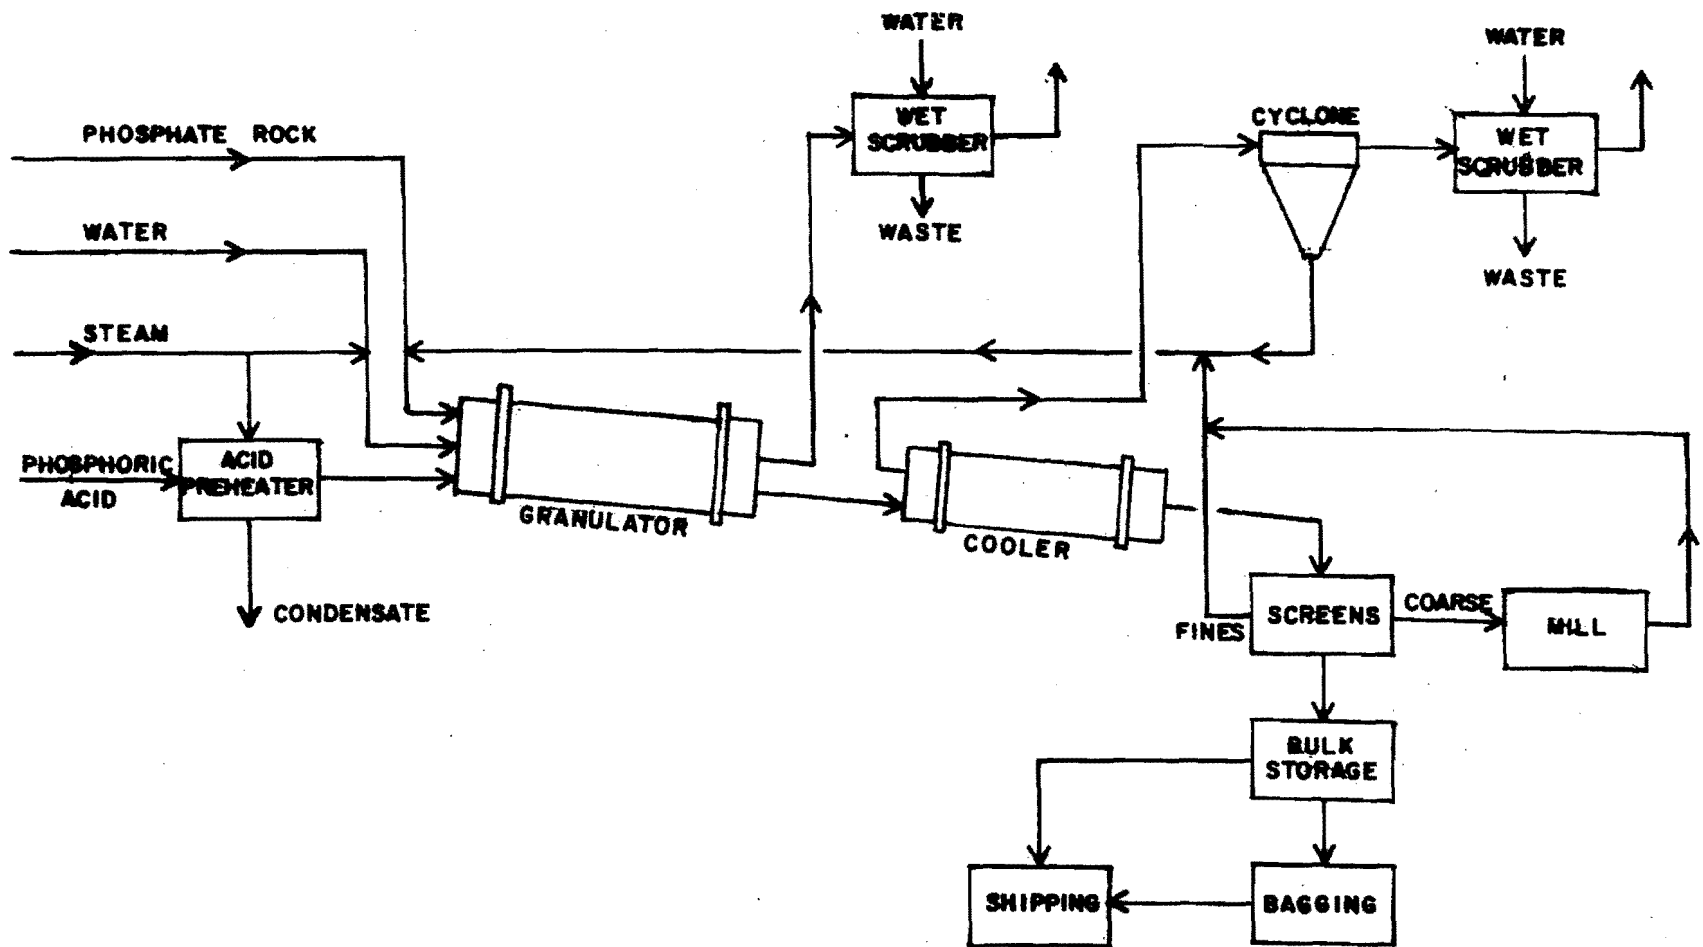 WATER
WATER
PHOSPHATE ROCK
WET
SCRUBBER
CYCLONE
WET
SCRUBBER
WATER
WASTE
WASTE
STEAM
PHOSPHORIC
ACID
ACID
PREHEATER
GRANULATOR
COOLER
CONDENSATE
FINES
SCREENS
COARSE
MILL
BULK
STORAGE
SHIPPING
BAGGING